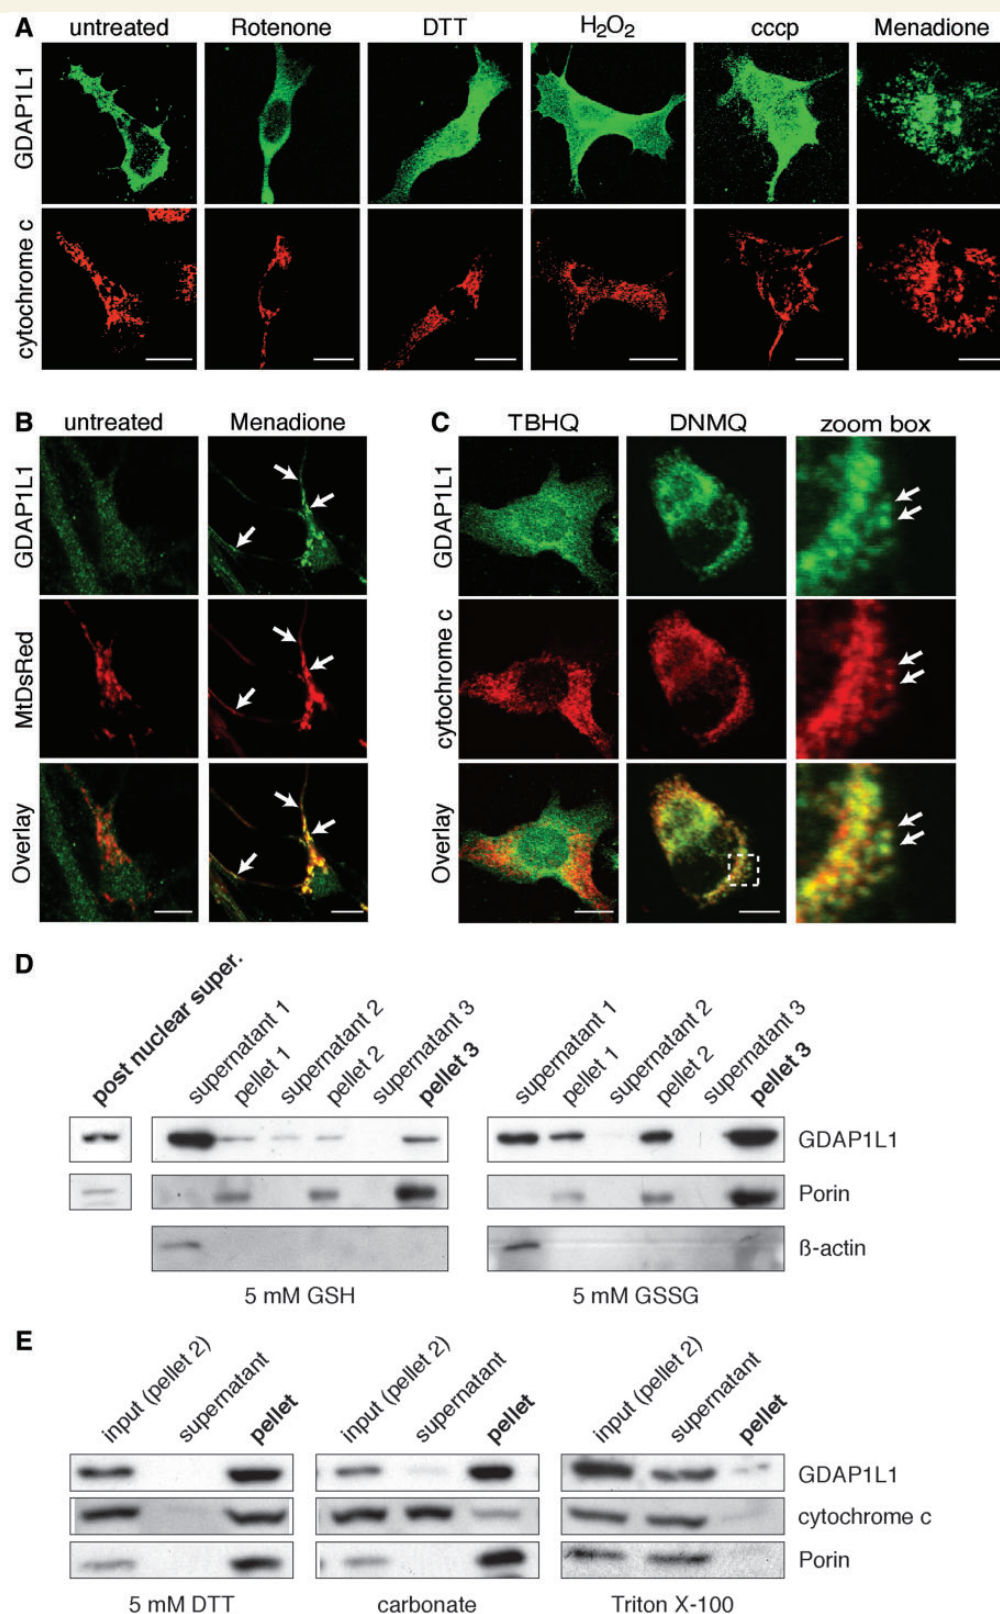 A
untreated Rotenone DTT H2O2 cccp Menadione
GDAP1L1
cytochrome c
B
untreated Menadione
GDAP1L1
MtDsRed
Overlay
C
TBHQ DNMQ zoom box
GDAP1L1
cytochrome c
Overlay
D
post nuclear super.
supernatant 1
pellet 1
supernatant 2
pellet 2
supernatant 3
pellet 3
supernatant 1
pellet 1
supernatant 2
pellet 2
supernatant 3
pellet 3
GDAP1L1
Porin
ß-actin
5 mM GSH 5 mM GSSG
E
input (pellet 2)
supernatant
pellet
input (pellet 2)
supernatant
pellet
input (pellet 2)
supernatant
pellet
GDAP1L1
cytochrome c
Porin
5 mM DTT carbonate Triton X-100